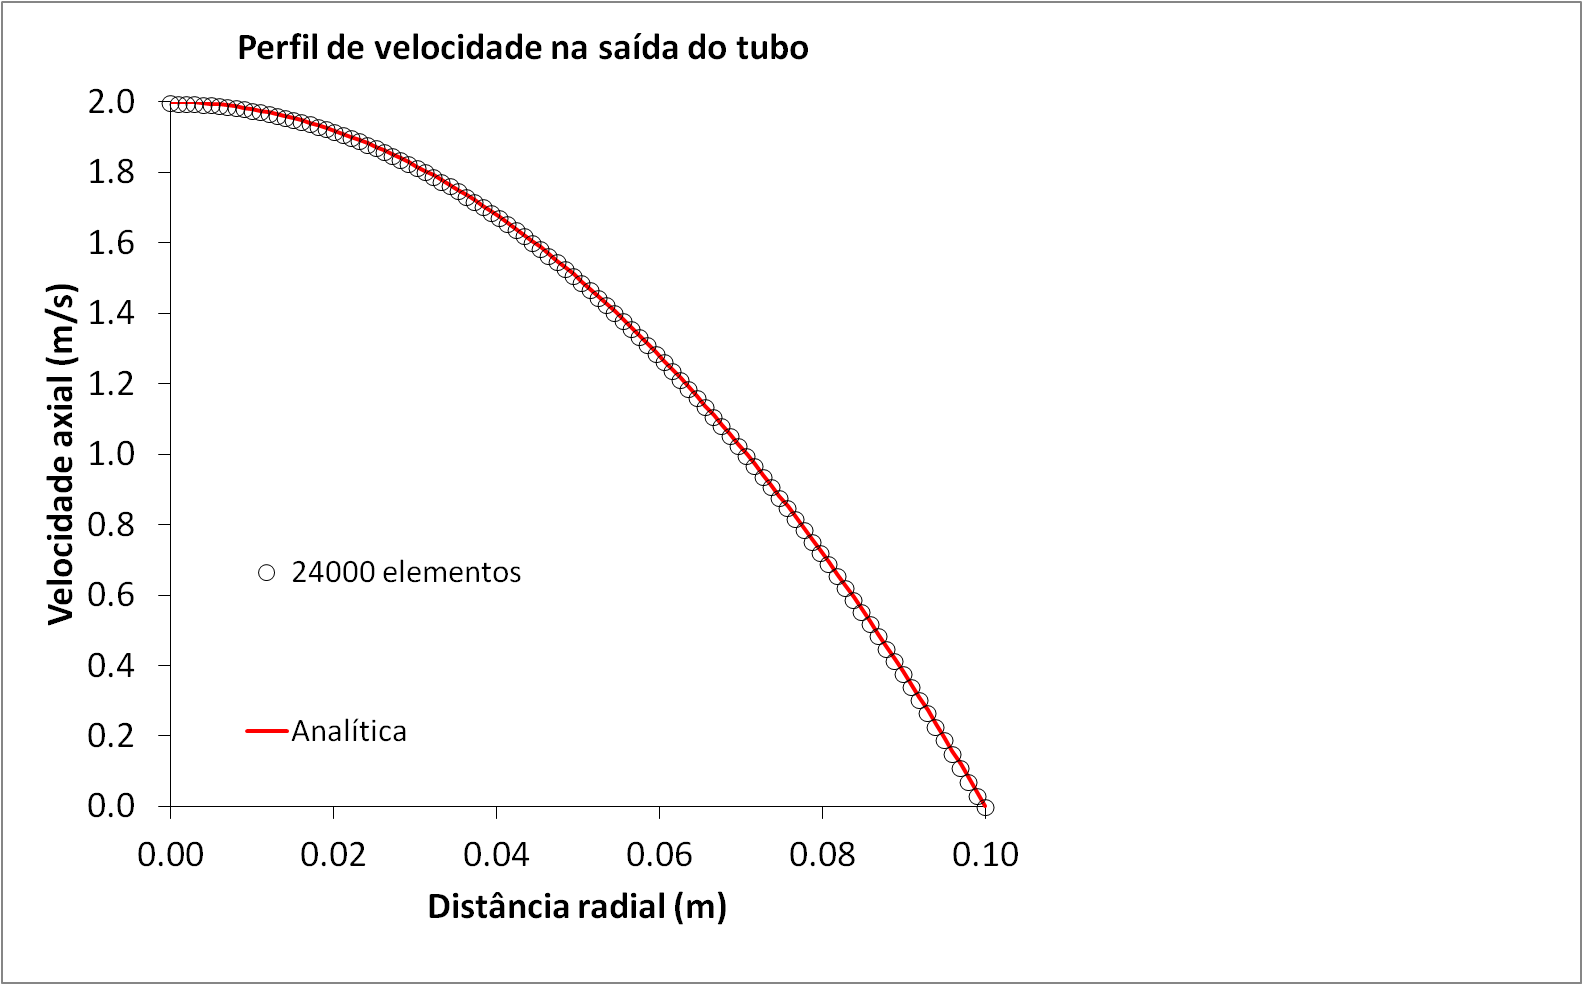 Perfil de velocidade na saída do tubo
2.0
1.8
1.6
1.4
1.2
1.0
0.8
0.6
0.4
0.2
0.0
Velocidade axial (m/s)
24000 elementos
Analítica
0.00 0.02 0.04 0.06 0.08 0.10
Distância radial (m)